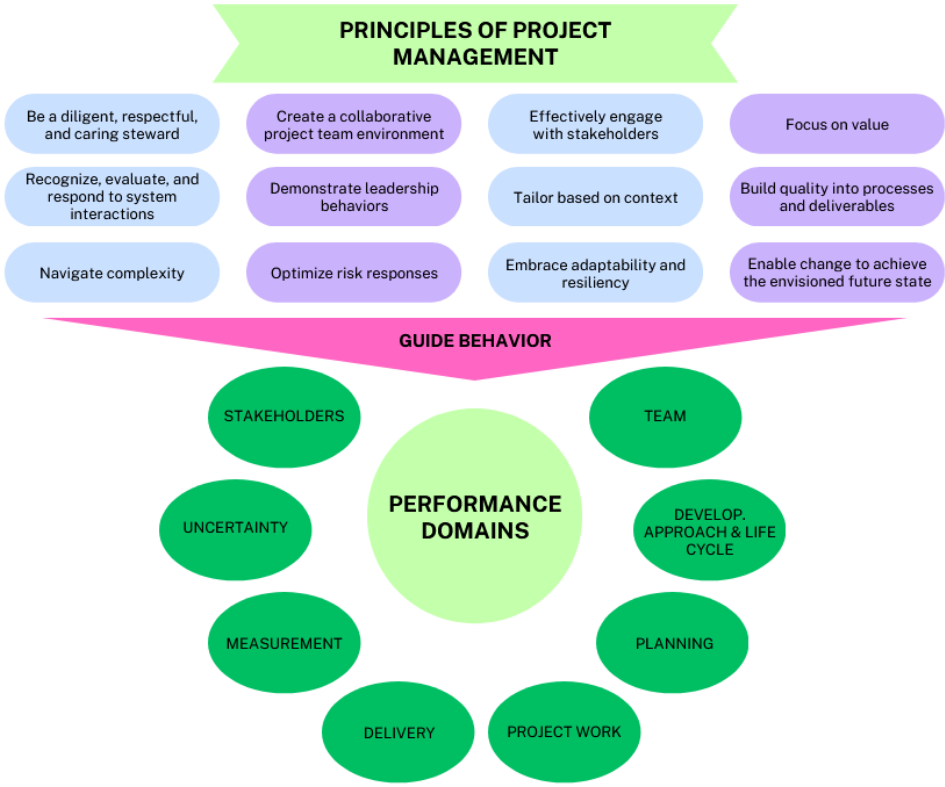 PRINCIPLES OF PROJECT
MANAGEMENT
Be a diligent, respectful,
and caring steward
Create a collaborative
project team environment
Effectively engage
with stakeholders
Focus on value
Recognize, evaluate, and
respond to system
interactions
Demonstrate leadership
behaviors
Tailor based on context
Build quality into processes
and deliverables
Navigate complexity
Optimize risk responses
Embrace adaptability and
resiliency
Enable change to achieve
the envisioned future state
GUIDE BEHAVIOR
STAKEHOLDERS
TEAM
PERFORMANCE
DOMAINS
UNCERTAINTY
DEVELOP.
APPROACH & LIFE
CYCLE
MEASUREMENT
PLANNING
DELIVERY
PROJECT WORK